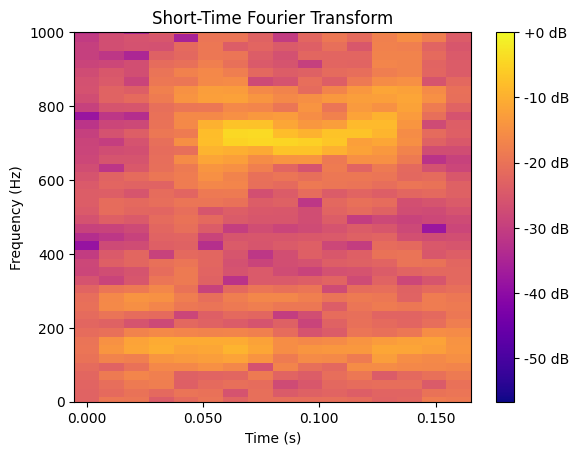 Short-Time Fourier Transform
1000
800
600
400
200
0
Frequency (Hz)
0.000
0.050
0.100
0.150
Time (s)
+0 dB
-10 dB
-20 dB
-30 dB
-40 dB
-50 dB